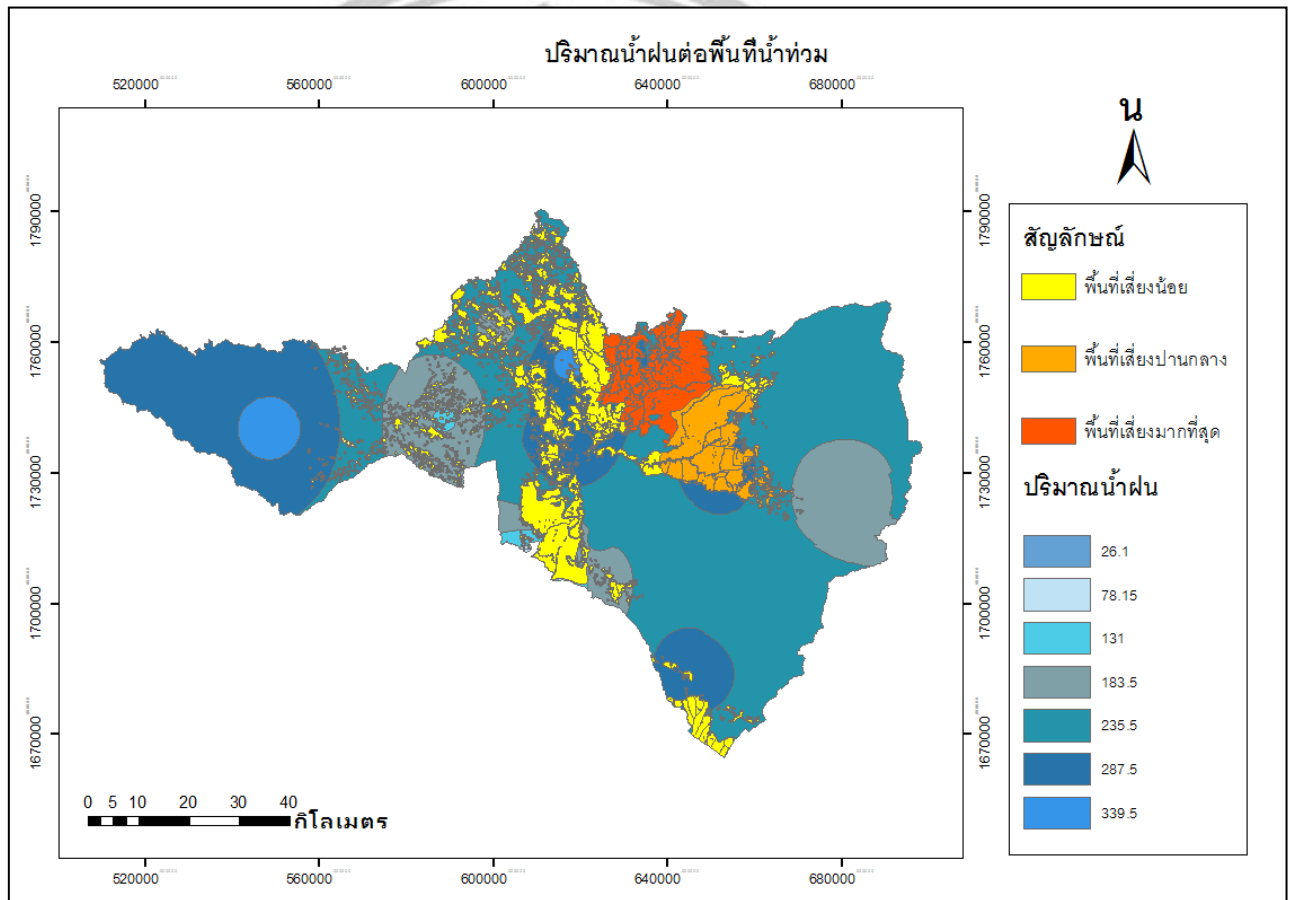 ปริมาณน้ำฝนต่อพื้นที่น้ำท่วม
520000 560000 600000 640000 680000
น
1790000 1790000
1760000 1760000
1730000 1730000
1700000 1700000
1670000 1670000
สัญลักษณ์
พื้นที่เสี่ยงน้อย
พื้นที่เสี่ยงปานกลาง
พื้นที่เสี่ยงมากที่สุด
ปริมาณน้ำฝน
26.1
78.15
131
183.5
235.5
287.5
339.5
0 5 10 20 30 40
กิโลเมตร
520000 560000 600000 640000 680000